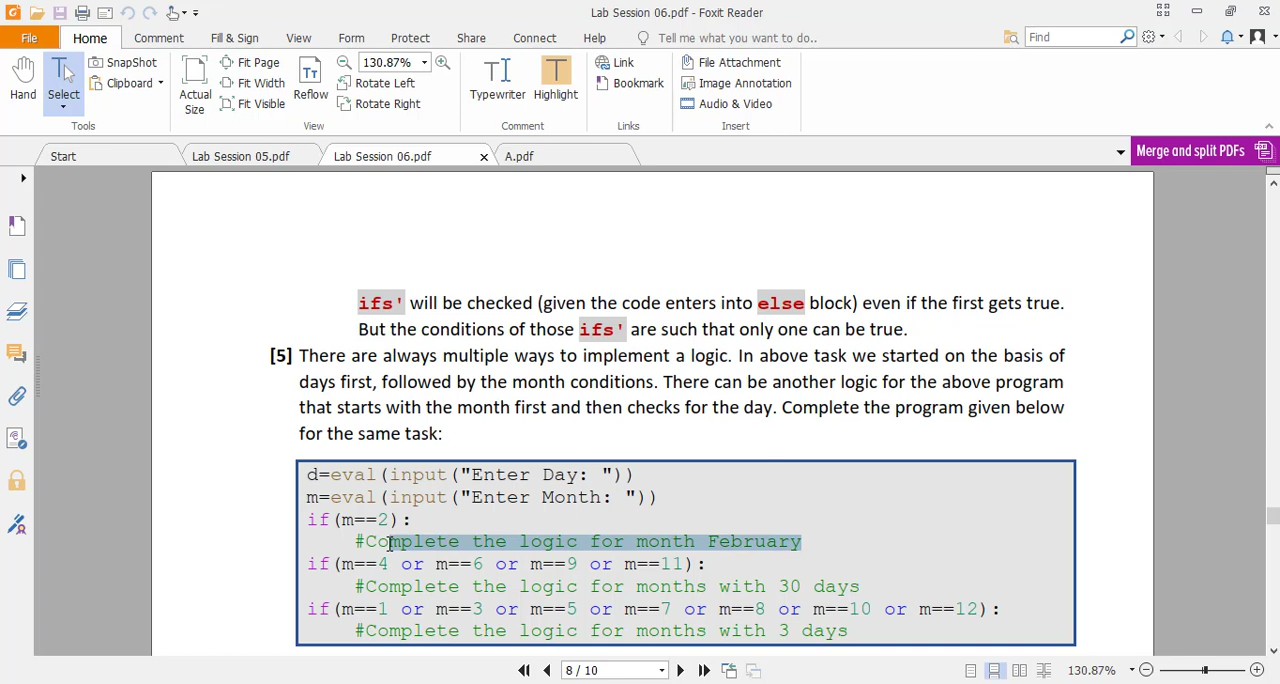 Lab Session 06.pdf - Foxit Reader
File Home Comment Fill & Sign View Form Protect Share Connect Help Tell me what you want to do.. Find
Hand Select SnapShot Clipboard Actual Size Fit Page Fit Width Fit Visible Reflow 130.87% Rotate Left Rotate Right Typewriter Highlight Link Bookmark File Attachment Image Annotation Audio & Video
Tools View Comment Links Insert
Start Lab Session 05.pdf Lab Session 06.pdf A.pdf Merge and split PDFs
ifs' will be checked (given the code enters into else block) even if the first gets true.
But the conditions of those ifs' are such that only one can be true.
[5] There are always multiple ways to implement a logic. In above task we started on the basis of
days first, followed by the month conditions. There can be another logic for the above program
that starts with the month first and then checks for the day. Complete the program given below
for the same task:
d=eval(input("Enter Day: "))
m=eval(input("Enter Month: "))
if(m==2):
#Complete the logic for month February
if(m==4 or m==6 or m==9 or m==11):
#Complete the logic for months with 30 days
if(m==1 or m==3 or m==5 or m==7 or m==8 or m==10 or m==12):
#Complete the logic for months with 3 days
8 / 10 130.87%